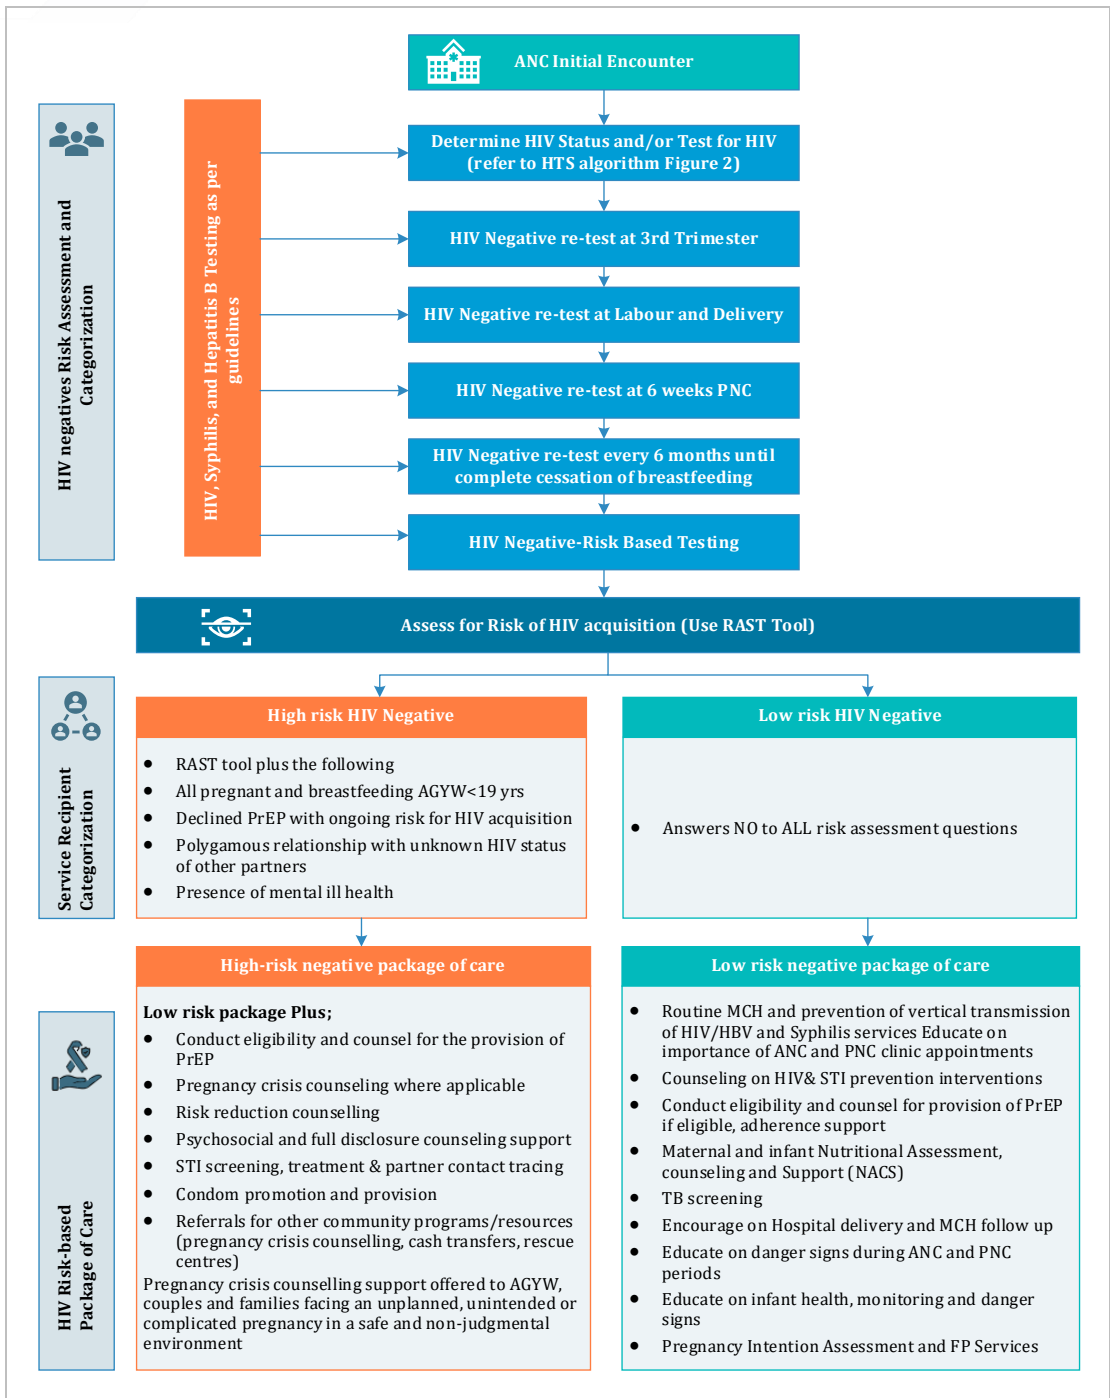 ANC Initial Encounter
HIV negatives Risk Assessment and
Categorization
HIV, Syphilis, and Hepatitis B Testing as per
guidelines
Determine HIV Status and/or Test for HIV
(refer to HTS algorithm Figure 2)
HIV Negative re-test at 3rd Trimester
HIV Negative re-test at Labour and Delivery
HIV Negative re-test at 6 weeks PNC
HIV Negative re-test every 6 months until
complete cessation of breastfeeding
HIV Negative-Risk Based Testing
Assess for Risk of HIV acquisition (Use RAST Tool)
Service Recipient
Categorization
High risk HIV Negative
● RAST tool plus the following
● All pregnant and breastfeeding AGYW<19 yrs
● Declined PrEP with ongoing risk for HIV acquisition
● Polygamous relationship with unknown HIV status
of other partners
● Presence of mental ill health
Low risk HIV Negative
● Answers NO to ALL risk assessment questions
HIV Risk-based
Package of Care
High-risk negative package of care
Low risk package Plus;
● Conduct eligibility and counsel for the provision of
PrEP
● Pregnancy crisis counseling where applicable
● Risk reduction counselling
● Psychosocial and full disclosure counseling support
● STI screening, treatment & partner contact tracing
● Condom promotion and provision
● Referrals for other community programs/resources
(pregnancy crisis counselling, cash transfers, rescue
centres)
Pregnancy crisis counselling support offered to AGYW,
couples and families facing an unplanned, unintended or
complicated pregnancy in a safe and non-judgmental
environment
Low risk negative package of care
● Routine MCH and prevention of vertical transmission
of HIV/HBV and Syphilis services Educate on
importance of ANC and PNC clinic appointments
● Counseling on HIV& STI prevention interventions
● Conduct eligibility and counsel for provision of PrEP
if eligible, adherence support
● Maternal and infant Nutritional Assessment,
counseling and Support (NACS)
● TB screening
● Encourage on Hospital delivery and MCH follow up
● Educate on danger signs during ANC and PNC
periods
● Educate on infant health, monitoring and danger
signs
● Pregnancy Intention Assessment and FP Services